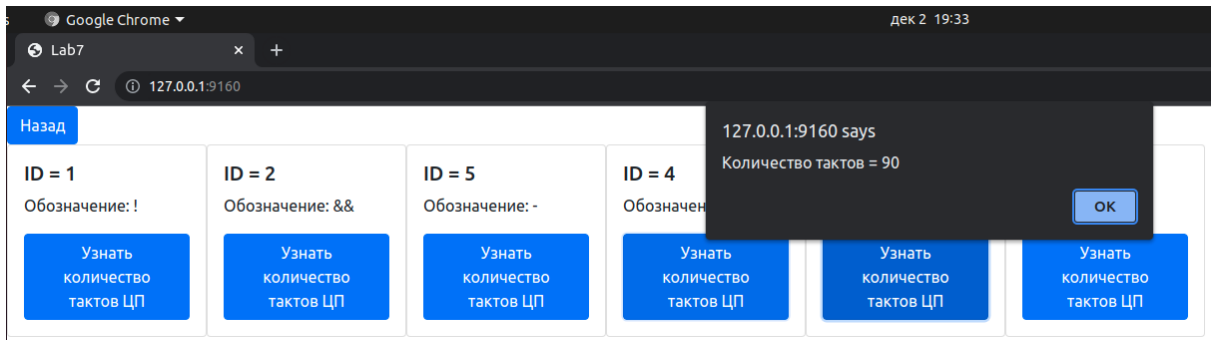 Google Chrome
дек 2 19:33
Lab7
127.0.0.1:9160
Назад
127.0.0.1:9160 says
Количество тактов = 90
OK
ID = 1
Обозначение: !
Узнать
количество
тактов ЦП
ID = 2
Обозначение: &&
Узнать
количество
тактов ЦП
ID = 5
Обозначение: -
Узнать
количество
тактов ЦП
ID = 4
Обозначен
Узнать
количество
тактов ЦП
Узнать
количество
тактов ЦП
Узнать
количество
тактов ЦП